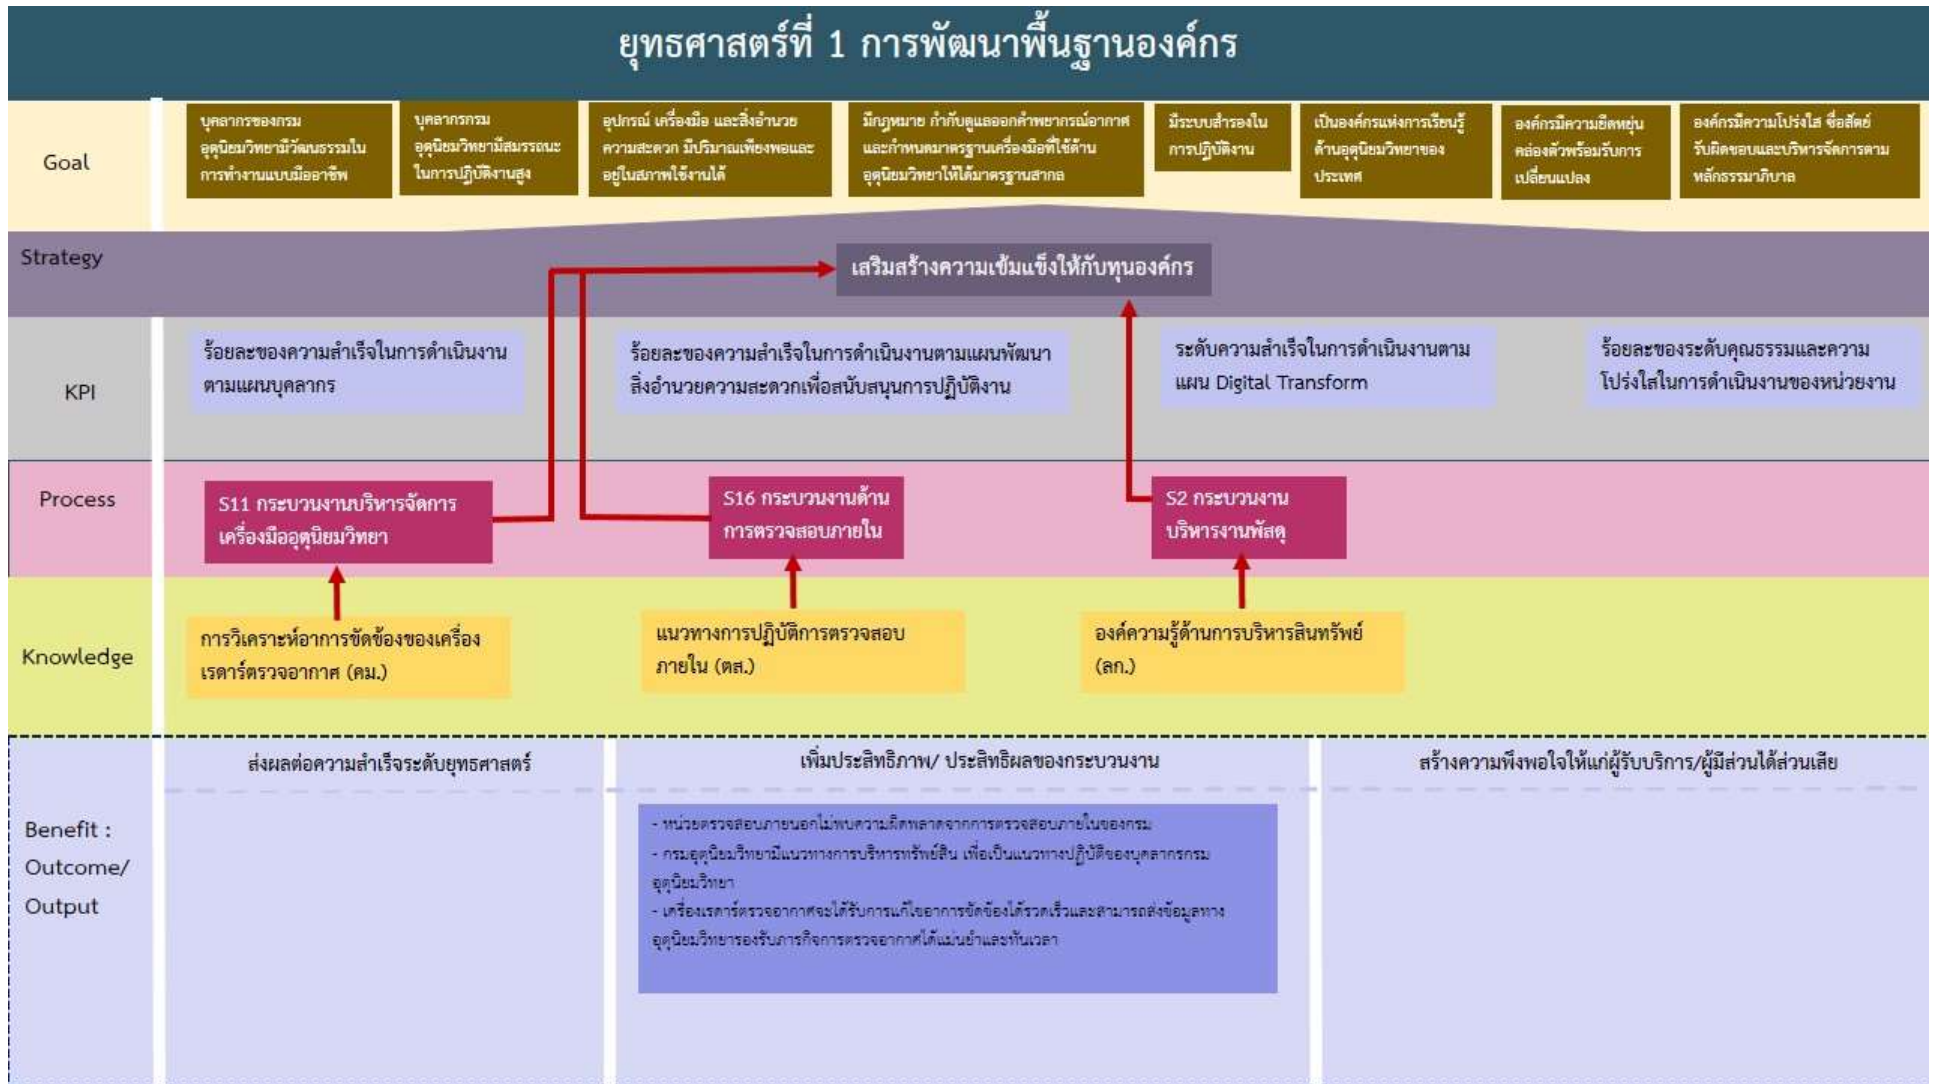 ยุทธศาสตร์ที่ 1 การพัฒนาพื้นฐานองค์กร
Goal
บุคลากรของกรม
อุตุนิยมวิทยามีวัฒนธรรมใน
การทำงานแบบมืออาชีพ
บุคลากรกรม
อุตุนิยมวิทยามีสมรรถนะ
ในการปฏิบัติงานสูง
อุปกรณ์ เครื่องมือ และสิ่งอำนวย
ความสะดวก มีปริมาณเพียงพอและ
อยู่ในสภาพใช้งานได้
มีกฎหมาย กำกับดูแลออกคำพยากรณ์อากาศ
และกำหนดมาตรฐานเครื่องมือที่ใช้ด้าน
อุตุนิยมวิทยาให้ได้มาตรฐานสากล
มีระบบสำรองใน
การปฏิบัติงาน
เป็นองค์กรแห่งการเรียนรู้
ด้านอุตุนิยมวิทยาของ
ประเทศ
องค์กรมีความยืดหยุ่น
คล่องตัวพร้อมรับการ
เปลี่ยนแปลง
องค์กรมีความโปร่งใส ซื่อสัตย์
รับผิดชอบและบริหารจัดการตาม
หลักธรรมาภิบาล
Strategy
เสริมสร้างความเข้มแข็งให้กับทุนองค์กร
KPI
ร้อยละของความสำเร็จในการดำเนินงาน
ตามแผนบุคลากร
ร้อยละของความสำเร็จในการดำเนินงานตามแผนพัฒนา
สิ่งอำนวยความสะดวกเพื่อสนับสนุนการปฏิบัติงาน
ระดับความสำเร็จในการดำเนินงานตาม
แผน Digital Transform
ร้อยละของระดับคุณธรรมและความ
โปร่งใสในการดำเนินงานของหน่วยงาน
Process
S11 กระบวนงานบริหารจัดการ
เครื่องมืออุตุนิยมวิทยา
S16 กระบวนงานด้าน
การตรวจสอบภายใน
S2 กระบวนงาน
บริหารงานพัสดุ
Knowledge
การวิเคราะห์อาการขัดข้องของเครื่อง
เรดาร์ตรวจอากาศ (คม.)
แนวทางการปฏิบัติการตรวจสอบ
ภายใน (ตส.)
องค์ความรู้ด้านการบริหารสินทรัพย์
(ลก.)
Benefit :
Outcome/
Output
ส่งผลต่อความสำเร็จระดับยุทธศาสตร์
เพิ่มประสิทธิภาพ/ ประสิทธิผลของกระบวนงาน
สร้างความพึงพอใจให้แก่ผู้รับบริการ/ผู้มีส่วนได้ส่วนเสีย
- หน่วยตรวจสอบภายนอกไม่พบความผิดพลาดจากการตรวจสอบภายในของกรม
- กรมอุตุนิยมวิทยามีแนวทางการบริหารทรัพย์สิน เพื่อเป็นแนวทางปฏิบัติของบุคลากรกรม
อุตุนิยมวิทยา
- เครื่องเรดาร์ตรวจอากาศจะได้รับการแก้ไขอาการขัดข้องได้รวดเร็วและสามารถส่งข้อมูลทาง
อุตุนิยมวิทยารองรับภารกิจการตรวจอากาศได้แม่นยำและทันเวลา